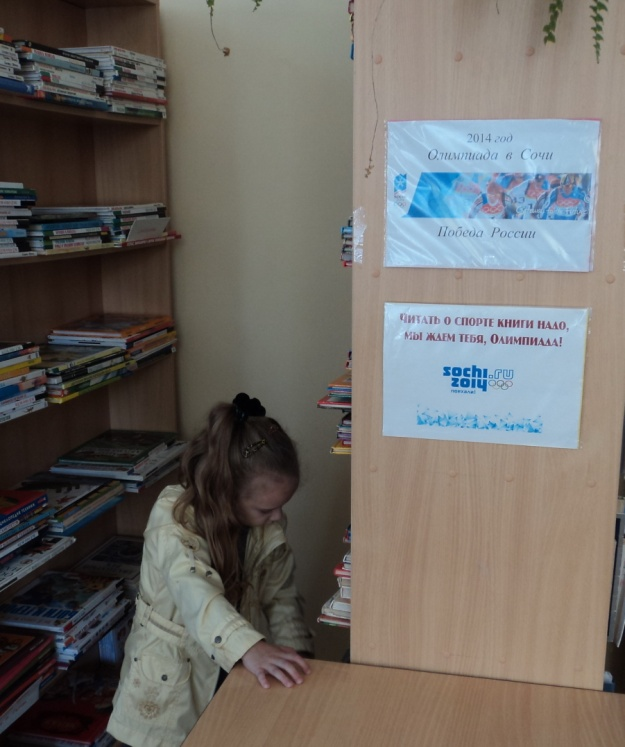 2014 год
Олимпиада в Сочи
Победа России
Читать о спорте книги надо,
мы ждем тебя, Олимпиада!
sochi.ru
2014